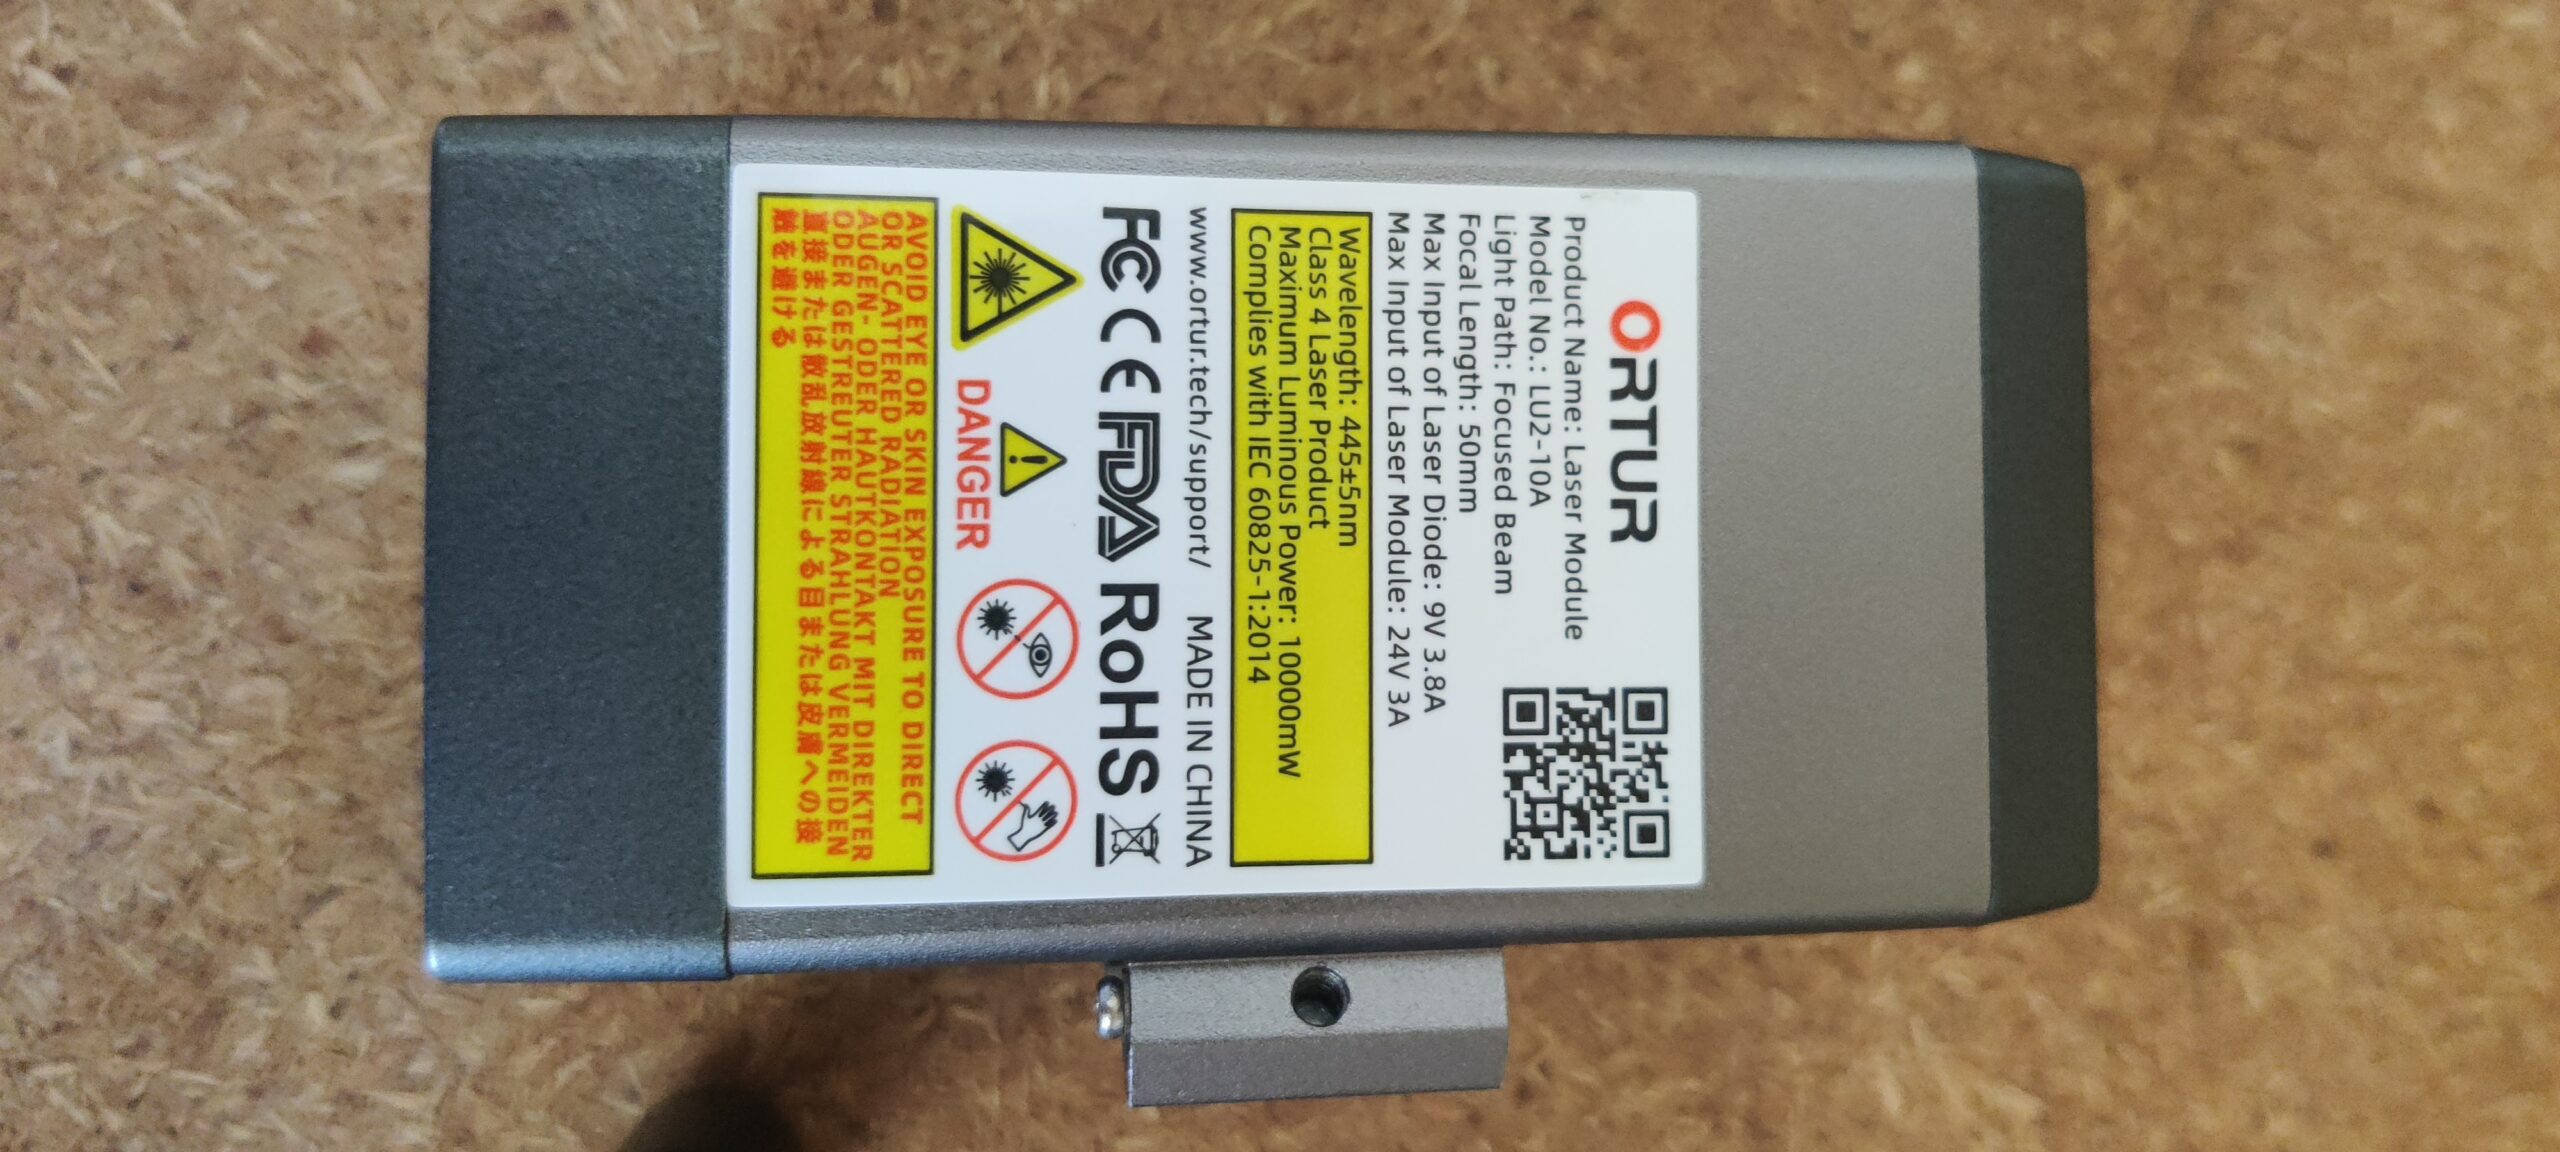 ORTUR
Product Name: Laser Module
Model No.: LU2-10A
Light Path: Focused Beam
Focal Length: 50mm
Max Input of Laser Diode: 9V 3.8A
Max Input of Laser Module: 24V 3A
Wavelength: 445±5nm
Class 4 Laser Product
Maximum Luminous Power: 10000mW
Complies with IEC 60825-1:2014
www.ortur.tech/support/ MADE IN CHINA
FC CE FDA RoHS
DANGER
AVOID EYE OR SKIN EXPOSURE TO DIRECT
OR SCATTERED RADIATION
AUGEN- ODER HAUTKONTAKT MIT DIREKTER
ODER GESTREUTER STRAHLUNG VERMEIDEN
直接または散乱放射線による目または皮膚への接
触を避ける